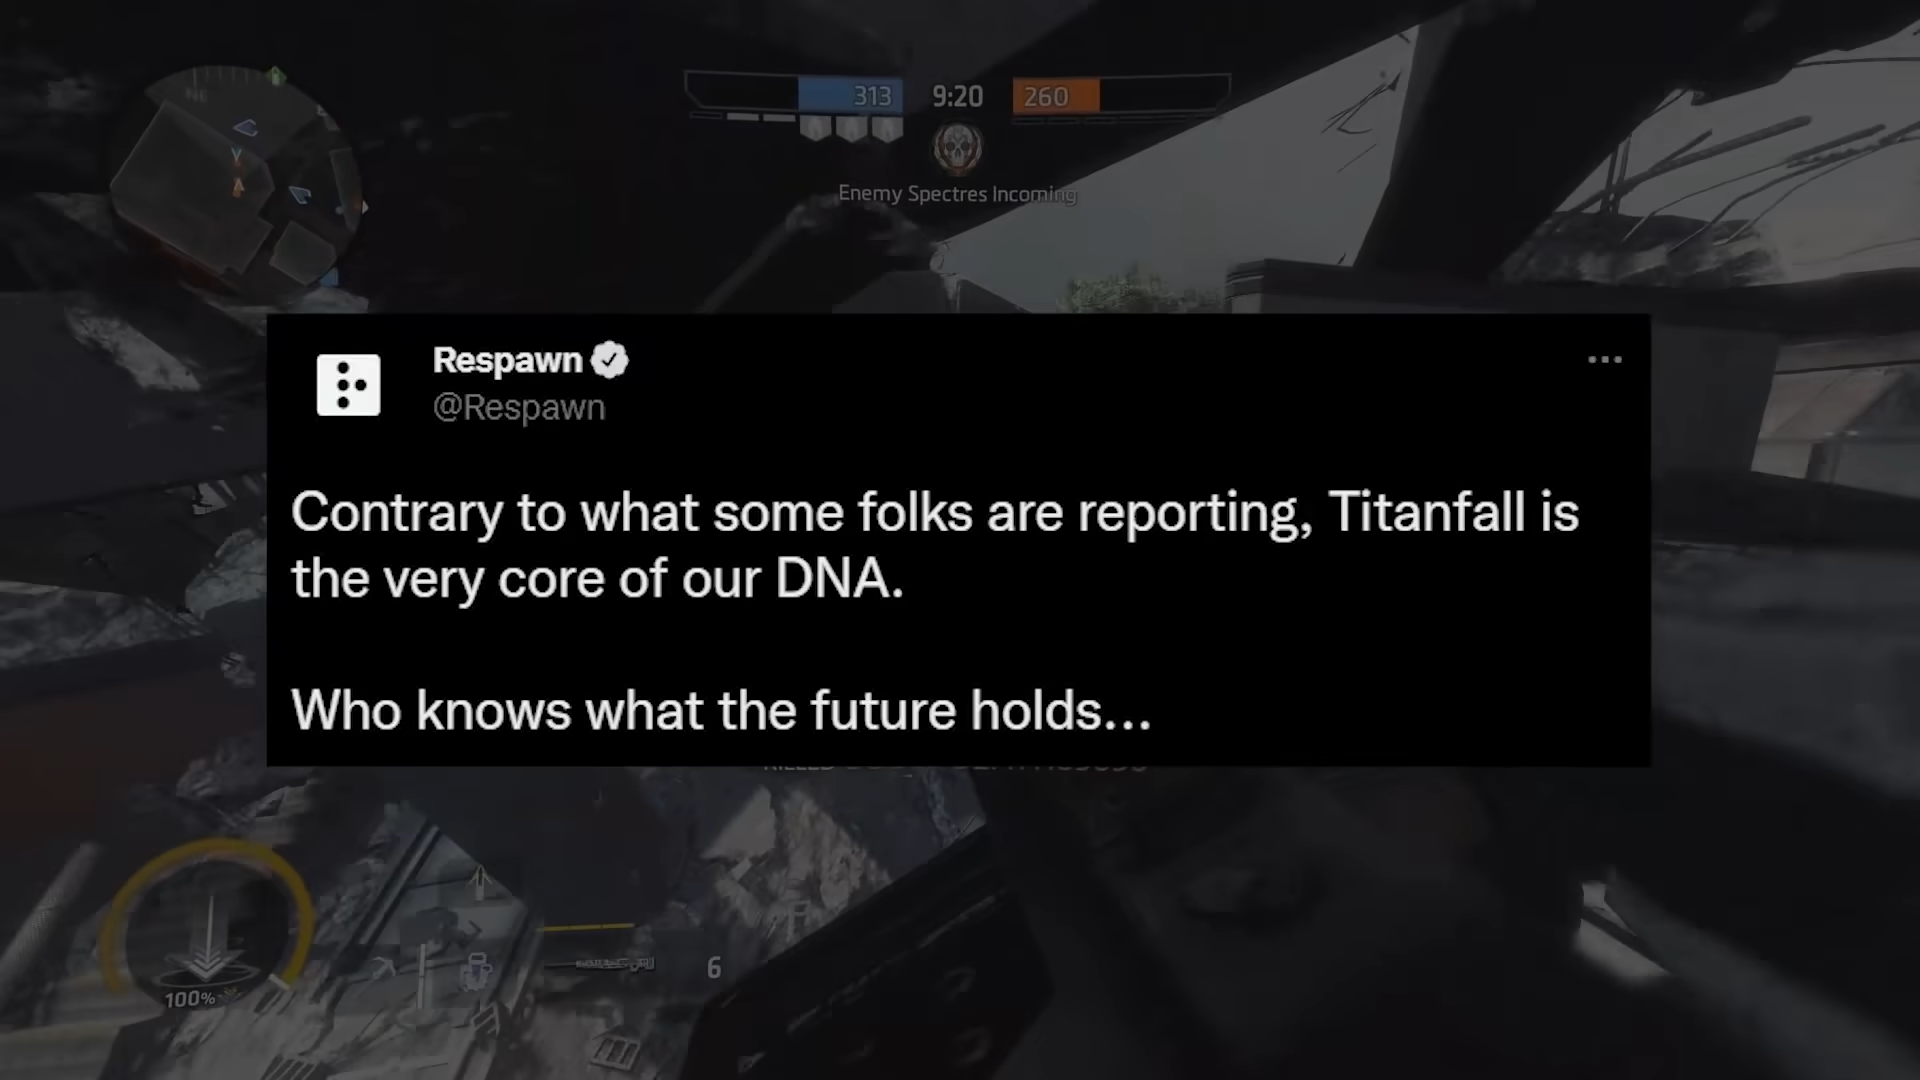 313 9:20 260
Enemy Spectres Incoming
Respawn
@Respawn
Contrary to what some folks are reporting, Titanfall is
the very core of our DNA.
Who knows what the future holds...
6
100%